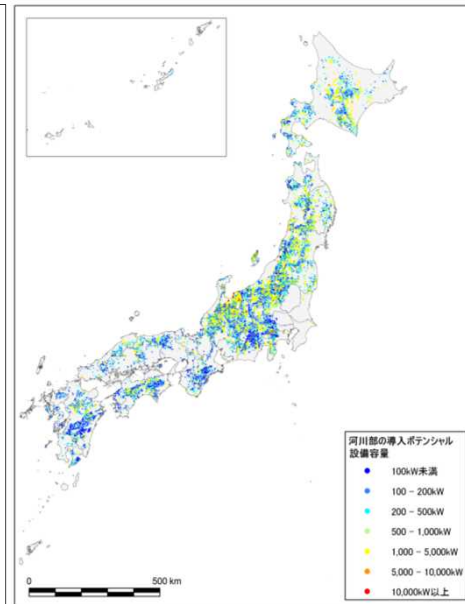 河川部の導入ポテンシャル
設備容量
100kW未満
100 - 200kW
200 - 500kW
500 - 1,000kW
1,000 - 5,000kW
5,000 - 10,000kW
10,000kW以上
0 500 km